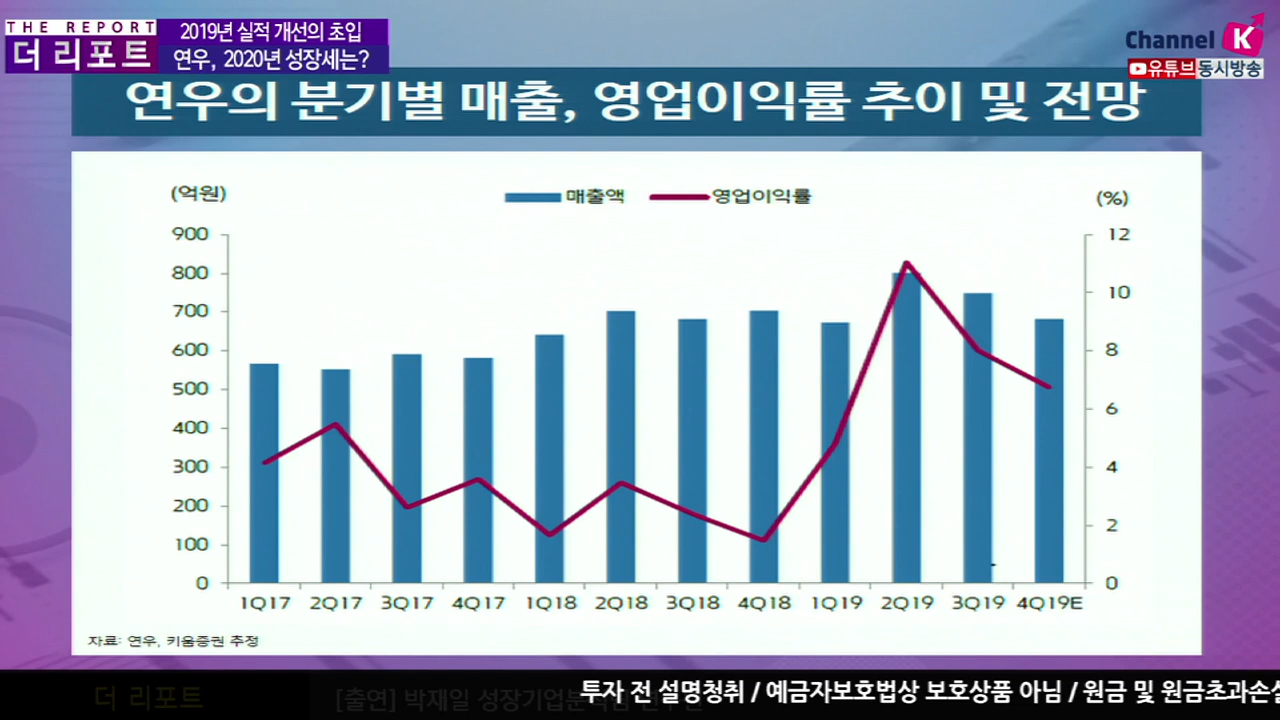 THE REPORT
더 리포트
2019년 실적 개선의 초입
연우, 2020년 성장세는?
Channel K
유튜브 동시방송
연우의 분기별 매출, 영업이익률 추이 및 전망
(억원) 매출액 영업이익률 (%)
900 12
800
700 10
600 8
500
400 6
300 4
200
100 2
0 0
1Q17 2Q17 3Q17 4Q17 1Q18 2Q18 3Q18 4Q18 1Q19 2Q19 3Q19 4Q19E
자료: 연우, 키움증권 추정
더 리포트 [출연] 박재일 성장기업분석팀
투자 전 설명청취 / 예금자보호법상 보호상품 아님 / 원금 및 원금초과손실